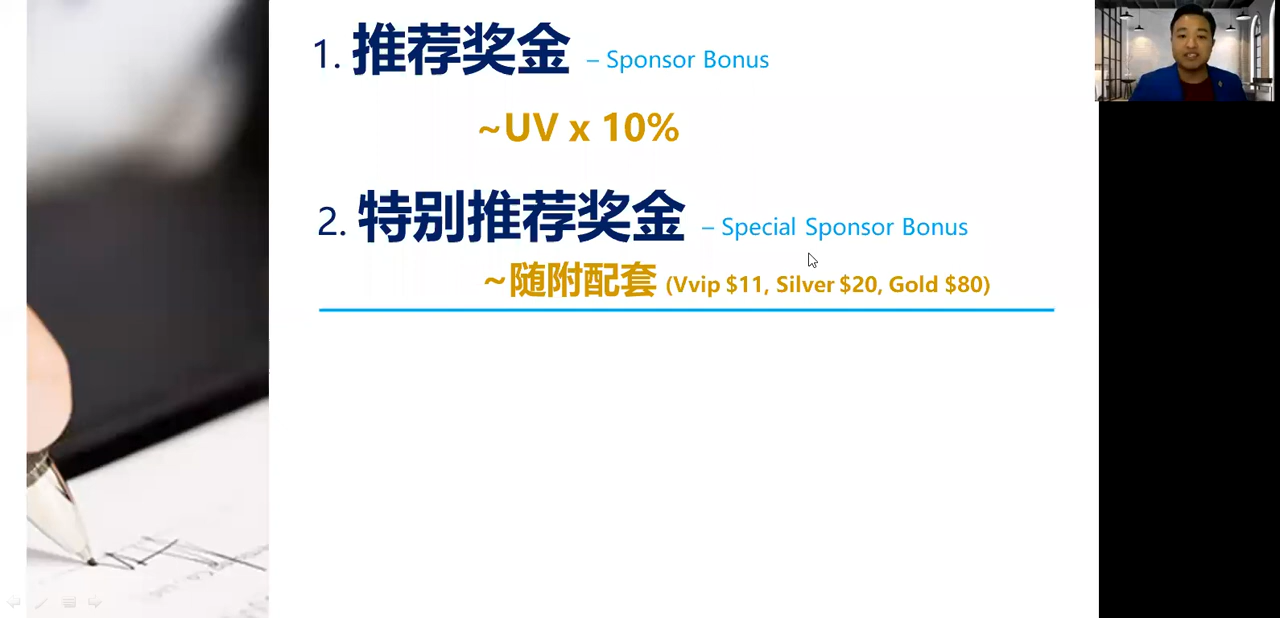 1. 推荐奖金 – Sponsor Bonus
~UV x 10%
2. 特别推荐奖金 – Special Sponsor Bonus
~随附配套 (Vvip $11, Silver $20, Gold $80)